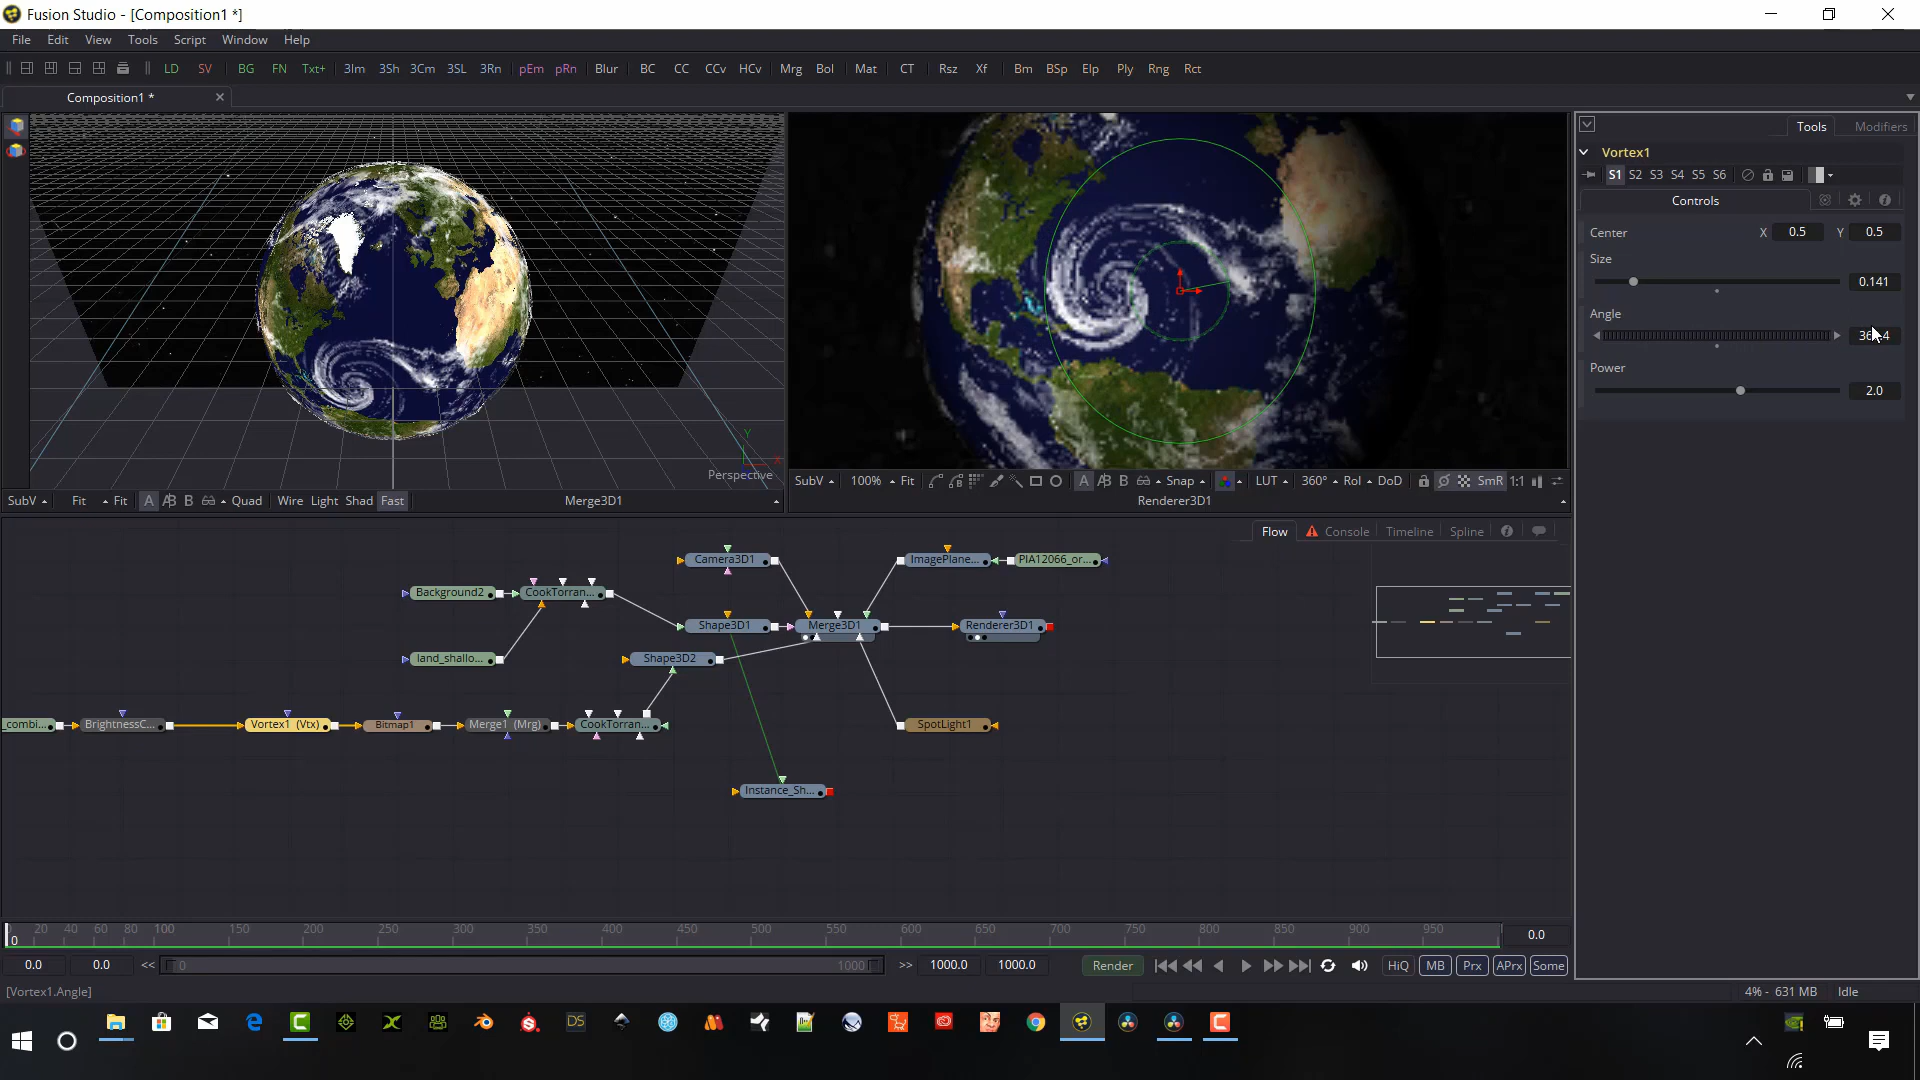 Fusion Studio - [Composition1 *]
File Edit View Tools Script Window Help
LD SV BG FN Txt+ 3Im 3Sh 3Cm 3SL 3Rn pEm pRn Blur BC CC CCv HCv Mrg Bol Mat CT Rsz Xf Bm BSp Elp Ply Rng Rct
Composition1 *
Tools Modifiers
Vortex1
S1 S2 S3 S4 S5 S6
Controls
Center X 0.5 Y 0.5
Size
0.141
Angle
Power
2.0
Y
X
Perspective
SubV Fit Fit A B Quad Wire Light Shad Fast Merge3D1
SubV 100% Fit A B Snap LUT 360° RoI DoD SmR 1:1
Renderer3D1
Flow Console Timeline Spline
Camera3D1 ImagePlane... PIA12066_or...
Background2 CookTorran...
Shape3D1 Merge3D1 Renderer3D1
land_shallo... Shape3D2
_combi... BrightnessC... Vortex1 (Vtx) Bitmap1 Merge1 (Mrg) CookTorran... SpotLight1
Instance_Sh...
0 20 40 60 80 100 150 200 250 300 350 400 450 500 550 600 650 700 750 800 850 900 950 0.0
0.0 0.0 << 0 1000 >> 1000.0 1000.0 Render HiQ MB Prx APrx Some
[Vortex1.Angle] 4% - 631 MB Idle
DS